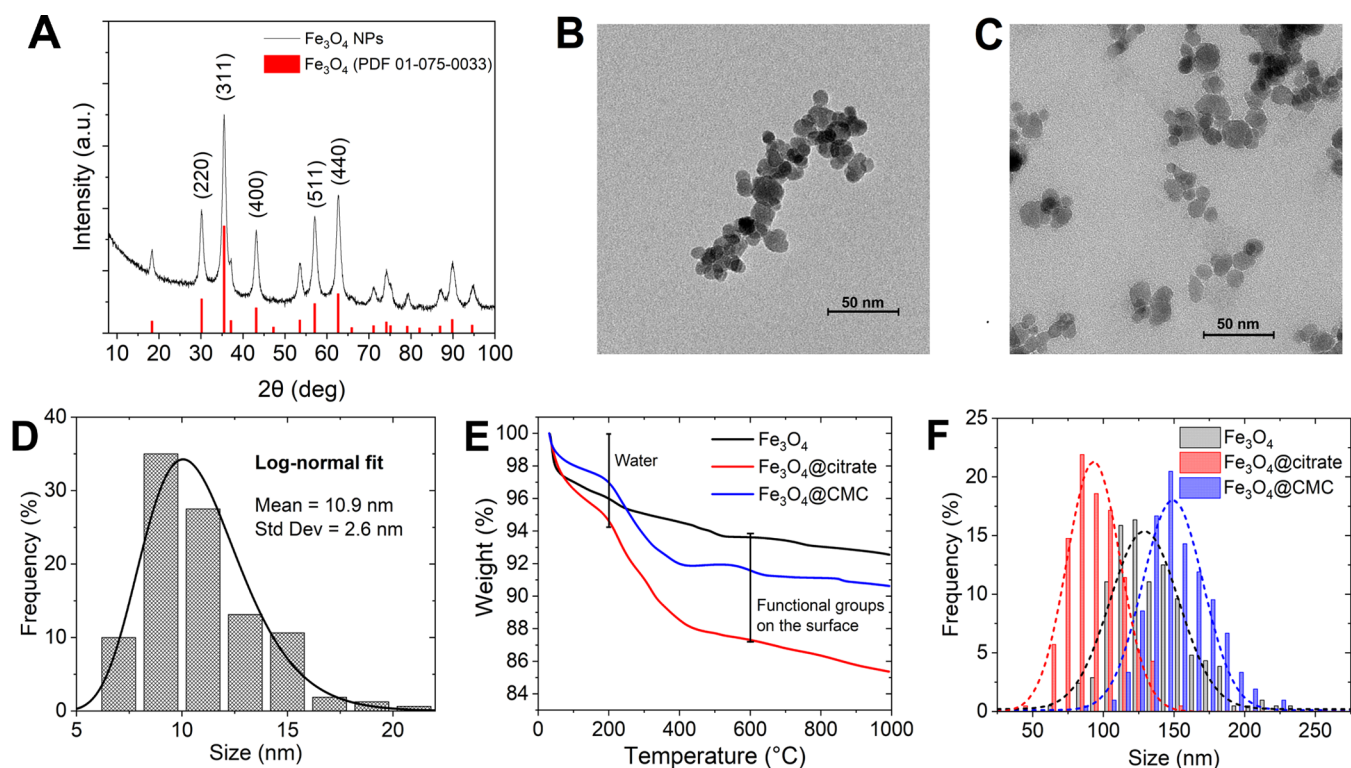 A
Fe₃O₄ NPs
Fe₃O₄ (PDF 01-075-0033)
(220)
(311)
(400)
(511)
(440)
Intensity (a.u.)
10 20 30 40 50 60 70 80 90 100
2θ (deg)
B
50 nm
C
50 nm
D
40
30
20
10
0
Frequency (%)
Log-normal fit
Mean = 10.9 nm
Std Dev = 2.6 nm
5 10 15 20
Size (nm)
E
100
98
96
94
92
90
88
86
84
Weight (%)
Water
Fe₃O₄
Fe₃O₄@citrate
Fe₃O₄@CMC
Functional groups
on the surface
0 200 400 600 800 1000
Temperature (°C)
F
25
20
15
10
5
0
Frequency (%)
Fe₃O₄
Fe₃O₄@citrate
Fe₃O₄@CMC
50 100 150 200 250
Size (nm)